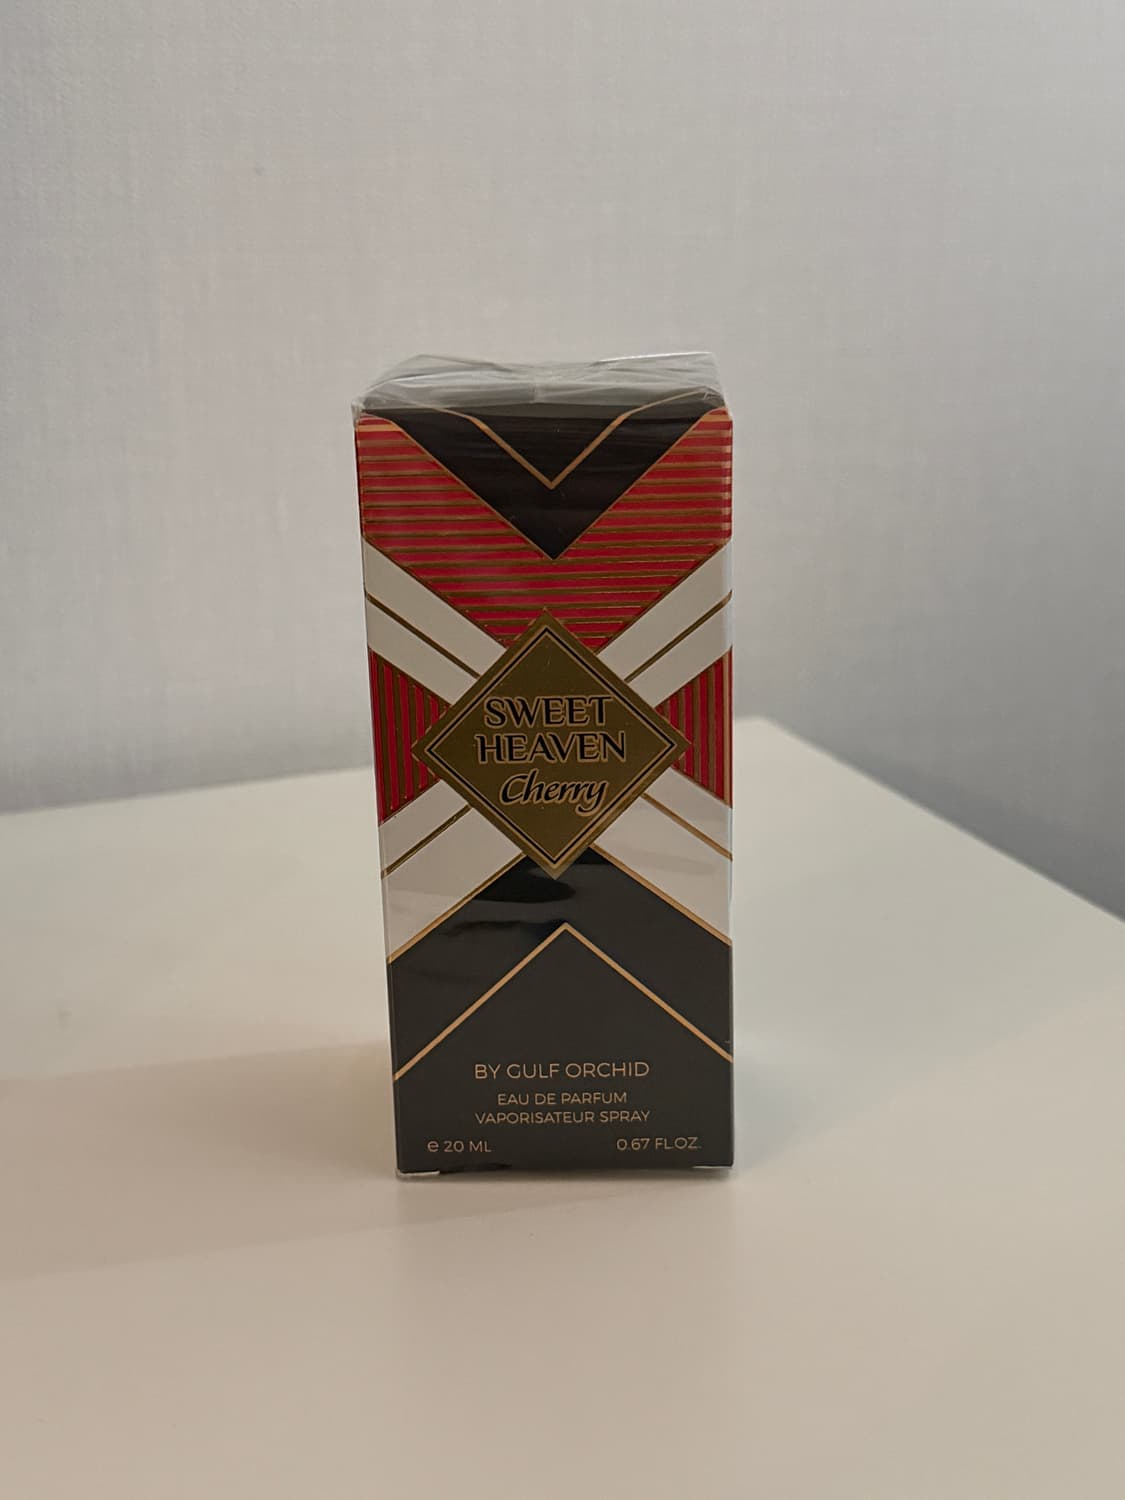 SWEET
HEAVEN
Cherry
BY GULF ORCHID
EAU DE PARFUM
VAPORISATEUR SPRAY
℮ 20 ML 0.67 FL.OZ.